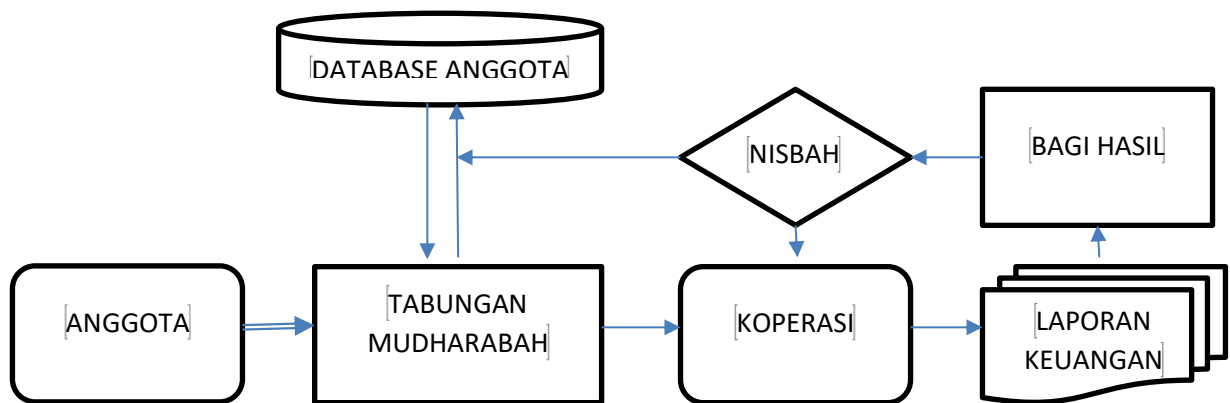 DATABASE ANGGOTA
NISBAH
BAGI HASIL
ANGGOTA
TABUNGAN
MUDHARABAH
KOPERASI
LAPORAN
KEUANGAN